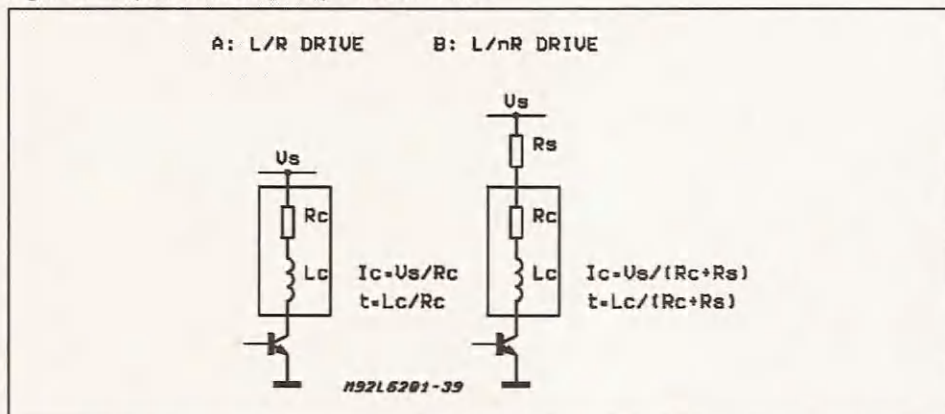 A: L/R DRIVE
B: L/nR DRIVE
Vs
Rc
Lc
Ic=Vs/Rc
t=Lc/Rc
Vs
Rs
Rc
Lc
Ic=Vs/(Rc+Rs)
t=Lc/(Rc+Rs)
M92L6201-39